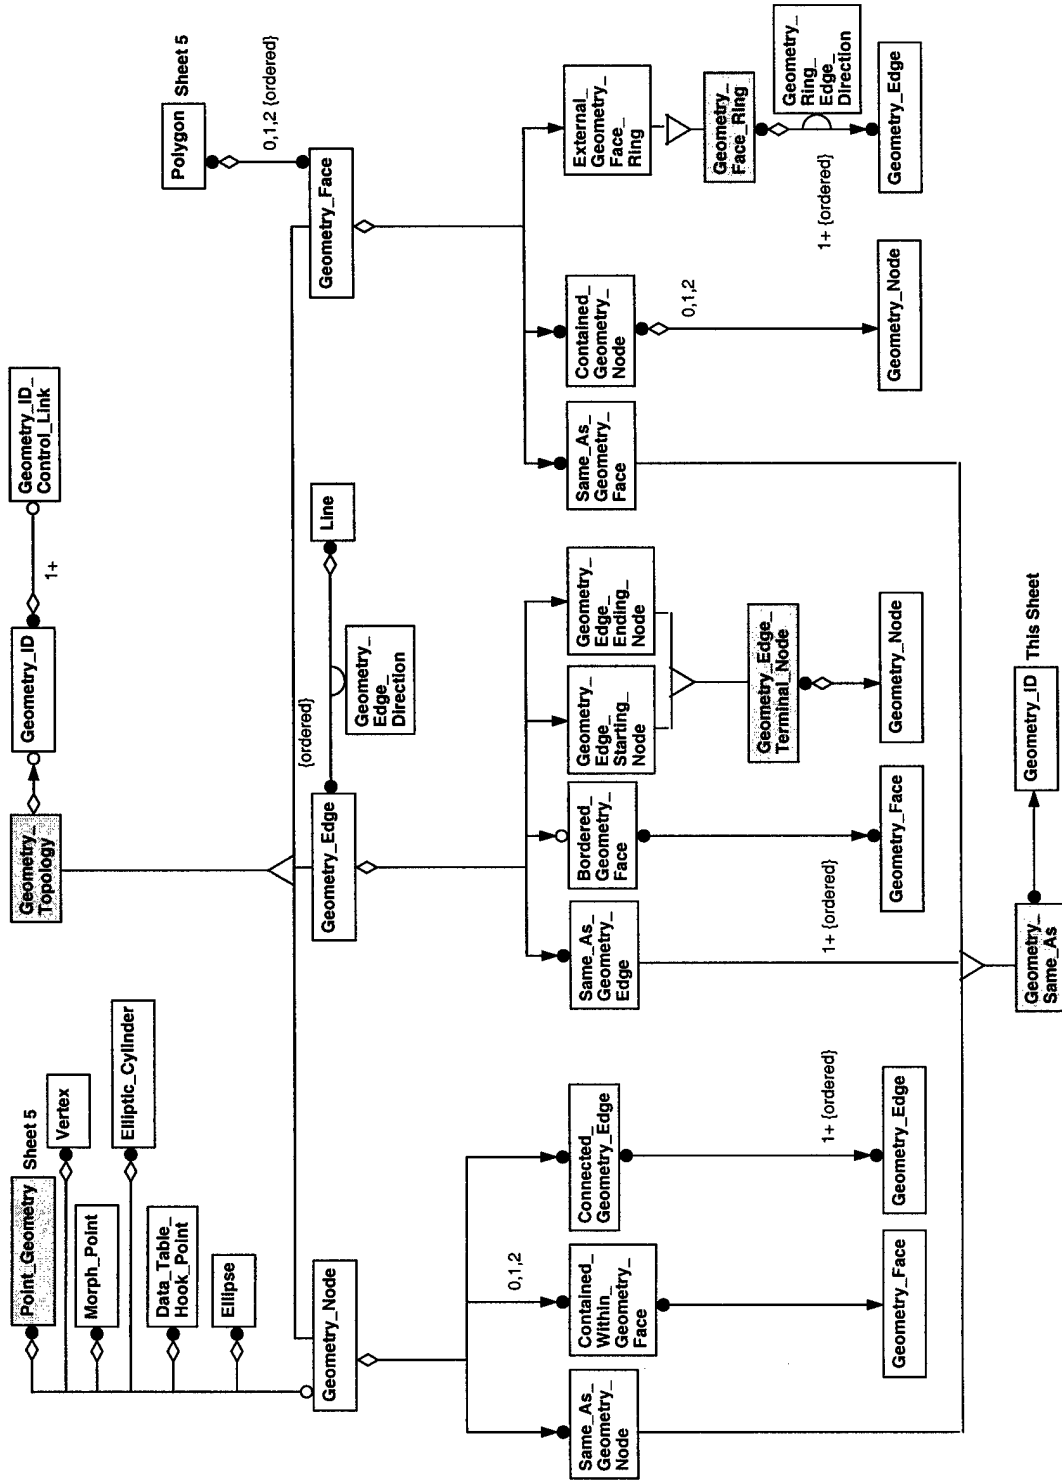 Point_Geometry
Sheet 5
Vertex
Morph_Point
Elliptic_Cylinder
Data_Table_
Hook_Point
Ellipse
Geometry_
Topology
Geometry_ID
1+
Geometry_ID_
Control_Link
Polygon
Sheet 5
0,1,2 {ordered}
Geometry_Node
Geometry_Edge
{ordered}
Geometry_
Edge_
Direction
Line
Geometry_Face
Same_As_
Geometry_
Node
Contained_
Within_
Geometry_
Face
0,1,2
Connected_
Geometry_Edge
Same_As_
Geometry_
Edge
Bordered_
Geometry_
Face
Geometry_
Edge_
Starting_
Node
Geometry_
Edge_
Ending_
Node
Same_As_
Geometry_
Face
Contained_
Geometry_
Node
External_
Geometry_
Face_
Ring
Geometry_Edge_
Terminal_Node
0,1,2
Geometry_
Face_Ring
Geometry_
Ring_
Edge_
Direction
1+ {ordered}
1+ {ordered}
1+ {ordered}
Geometry_Face
Geometry_Edge
Geometry_Face
Geometry_Node
Geometry_Node
Geometry_Edge
Geometry_
Same_As
Geometry_ID
This Sheet